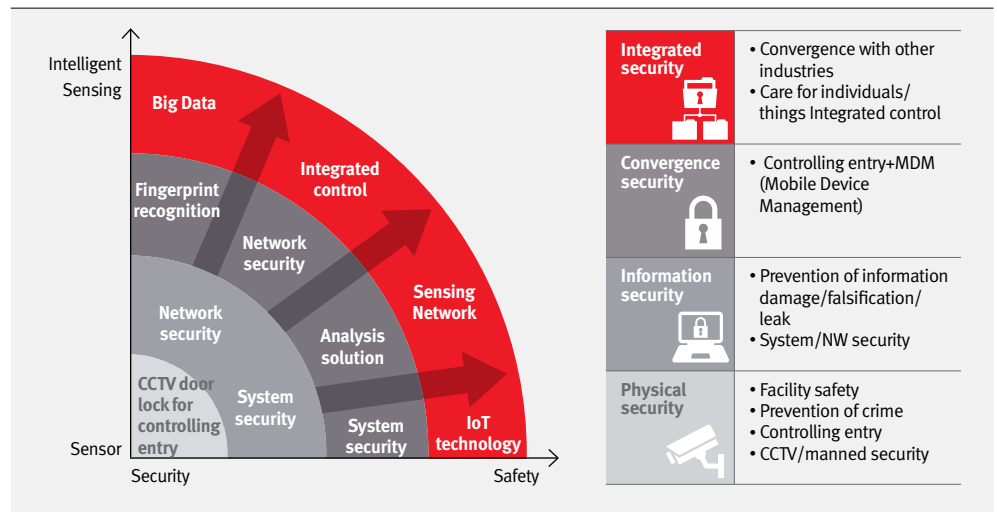 Intelligent
Sensing
Big Data
Integrated
control
Fingerprint
recognition
Network
security
Sensing
Network
Network
security
Analysis
solution
CCTV door
lock for
controlling
entry
System
security
System
security
IoT
technology
Sensor
Security
Safety
Integrated
security
• Convergence with other
industries
• Care for individuals/
things Integrated control
Convergence
security
• Controlling entry+MDM
(Mobile Device
Management)
Information
security
• Prevention of information
damage/falsification/
leak
• System/NW security
Physical
security
• Facility safety
• Prevention of crime
• Controlling entry
• CCTV/manned security